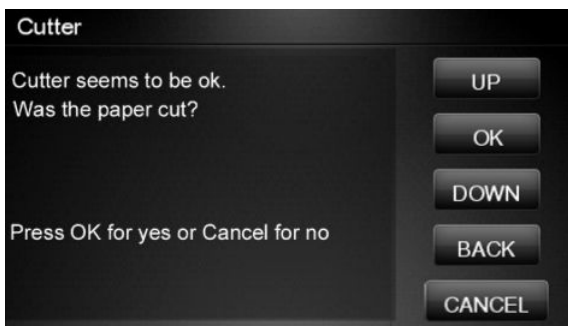 Cutter
Cutter seems to be ok.
Was the paper cut?
Press OK for yes or Cancel for no
UP
OK
DOWN
BACK
CANCEL